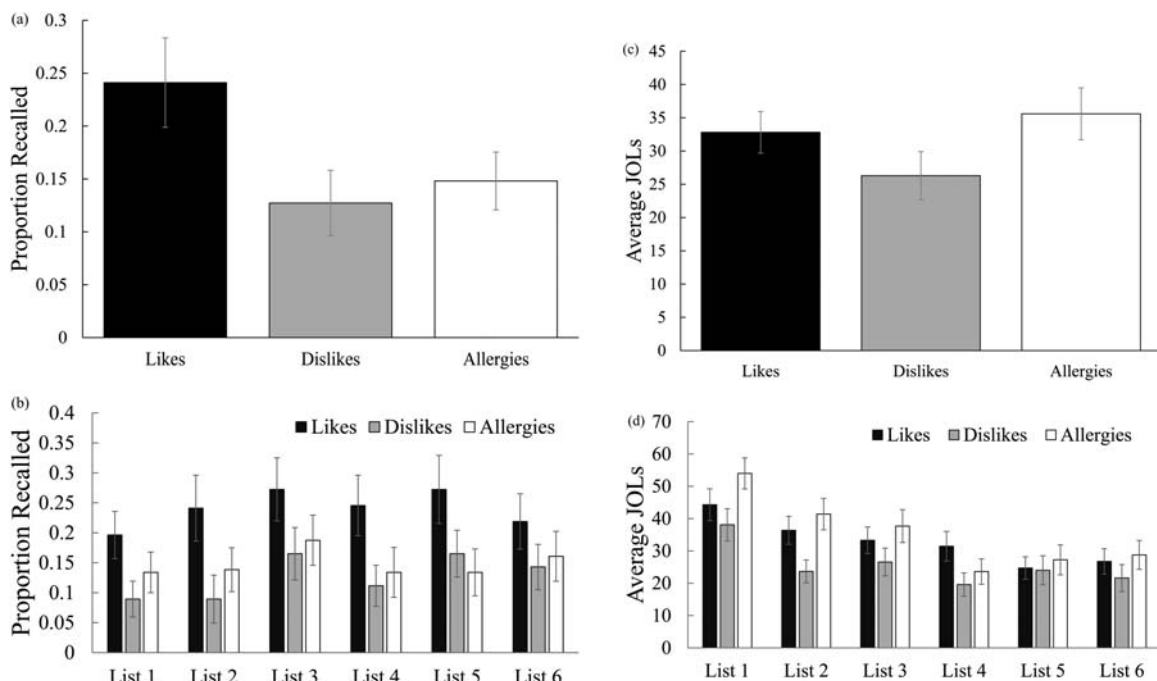 (a)
Proportion Recalled
0.3
0.25
0.2
0.15
0.1
0.05
0
Likes Dislikes Allergies
(c)
Average JOLs
45
40
35
30
25
20
15
10
5
0
Likes Dislikes Allergies
(b)
Proportion Recalled
0.4
0.35
0.3
0.25
0.2
0.15
0.1
0.05
0
Likes Dislikes Allergies
List 1 List 2 List 3 List 4 List 5 List 6
(d)
Average JOLs
70
60
50
40
30
20
10
0
Likes Dislikes Allergies
List 1 List 2 List 3 List 4 List 5 List 6